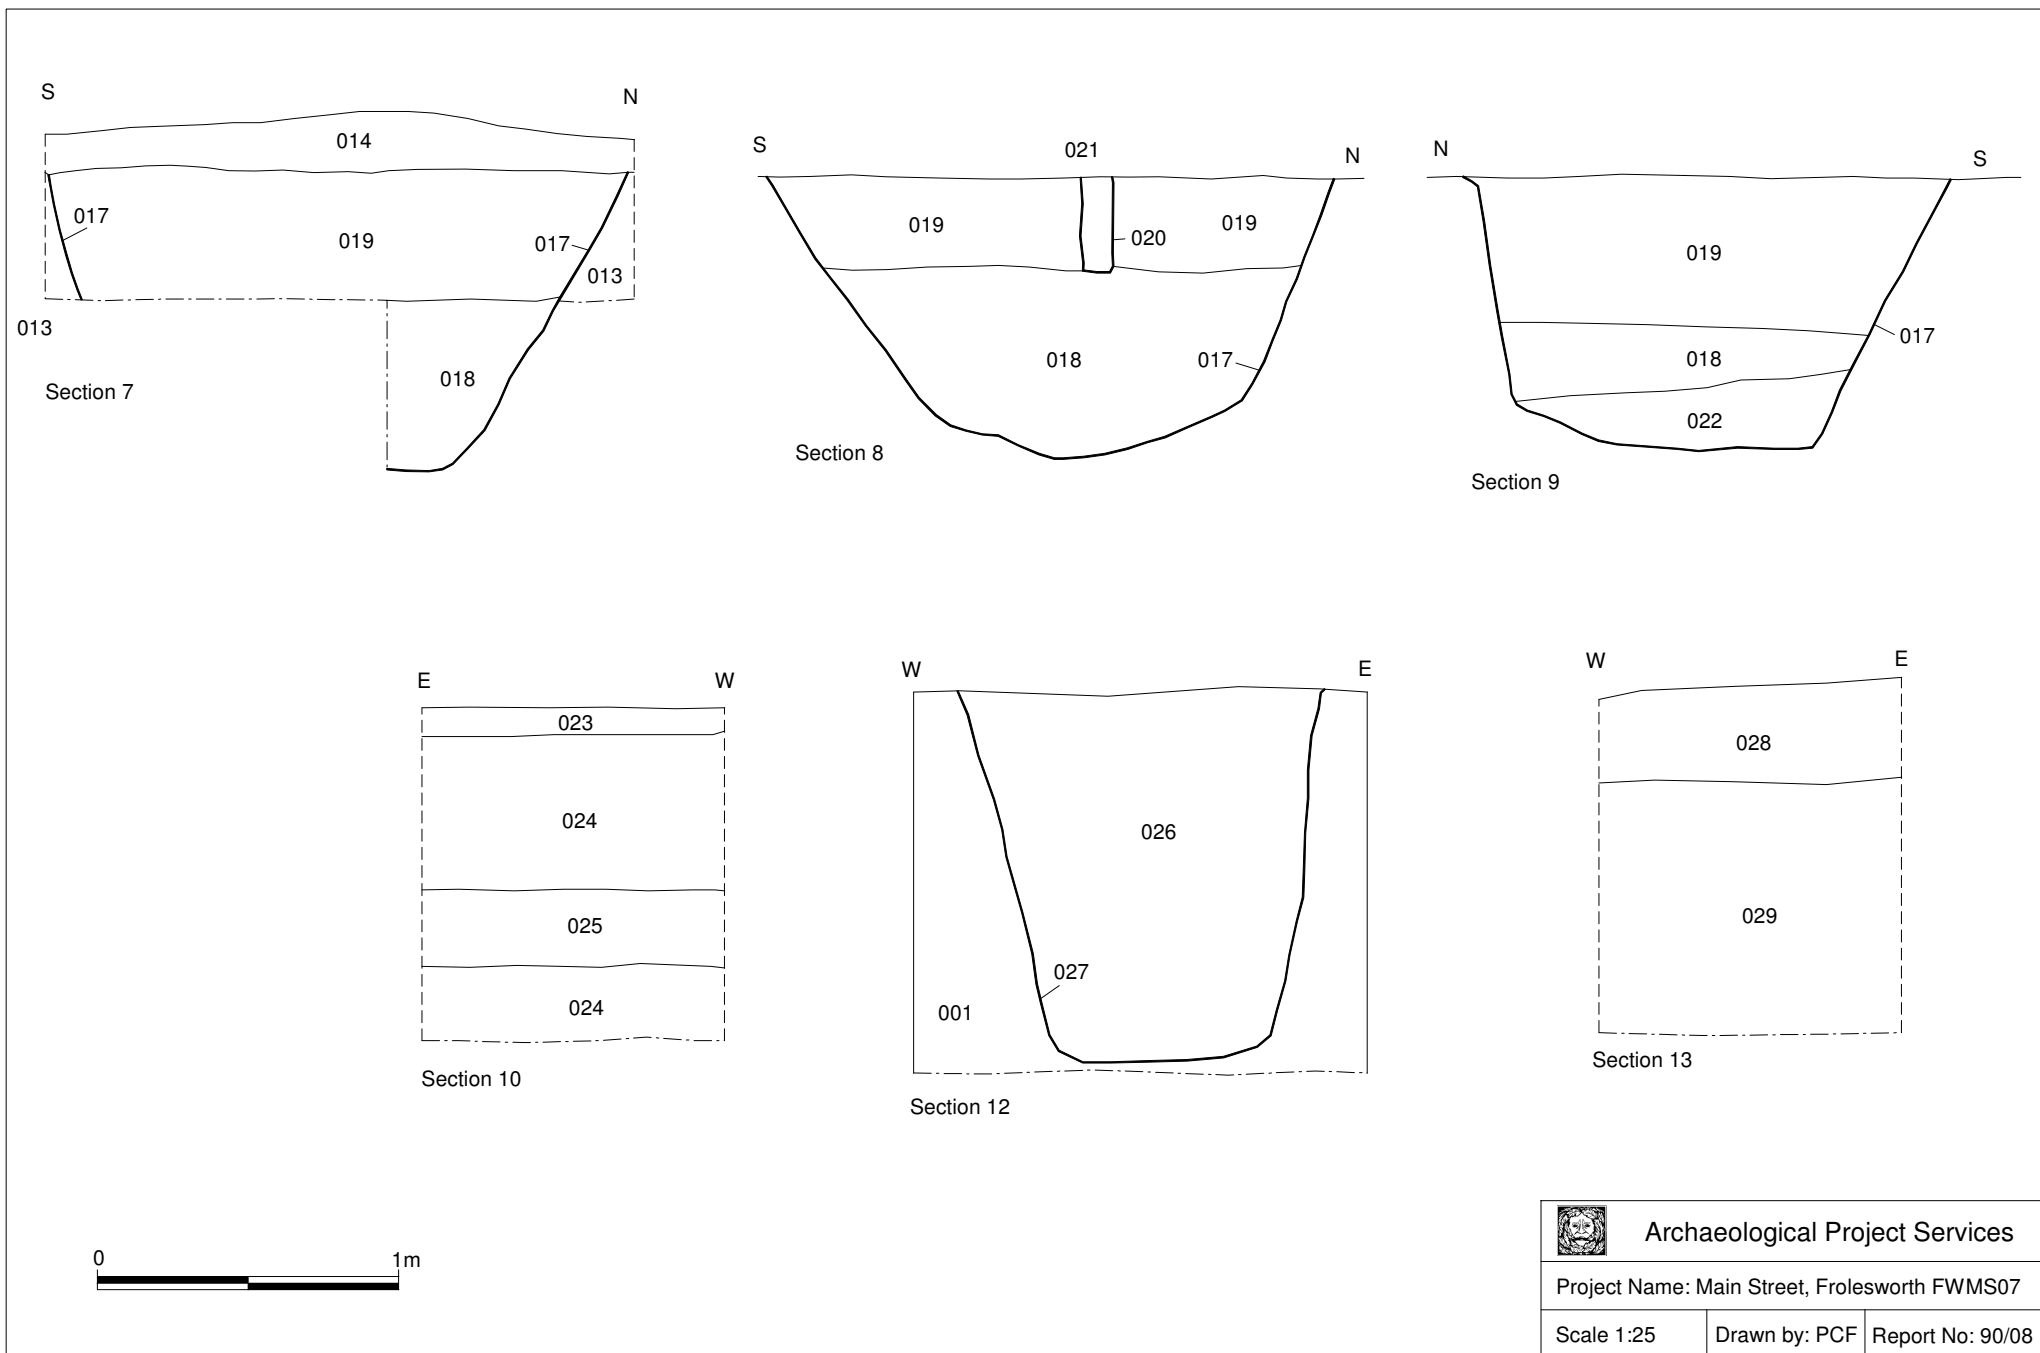 S
N
014
017
019
017
013
013
018
Section 7
S
021
N
019
019
020
018
017
Section 8
N
S
019
017
018
022
Section 9
E
W
023
024
025
024
Section 10
W
E
026
027
001
Section 12
W
E
028
029
Section 13
0
1m
Archaeological Project Services
Project Name: Main Street, Frolesworth FWMS07
Scale 1:25
Drawn by: PCF
Report No: 90/08